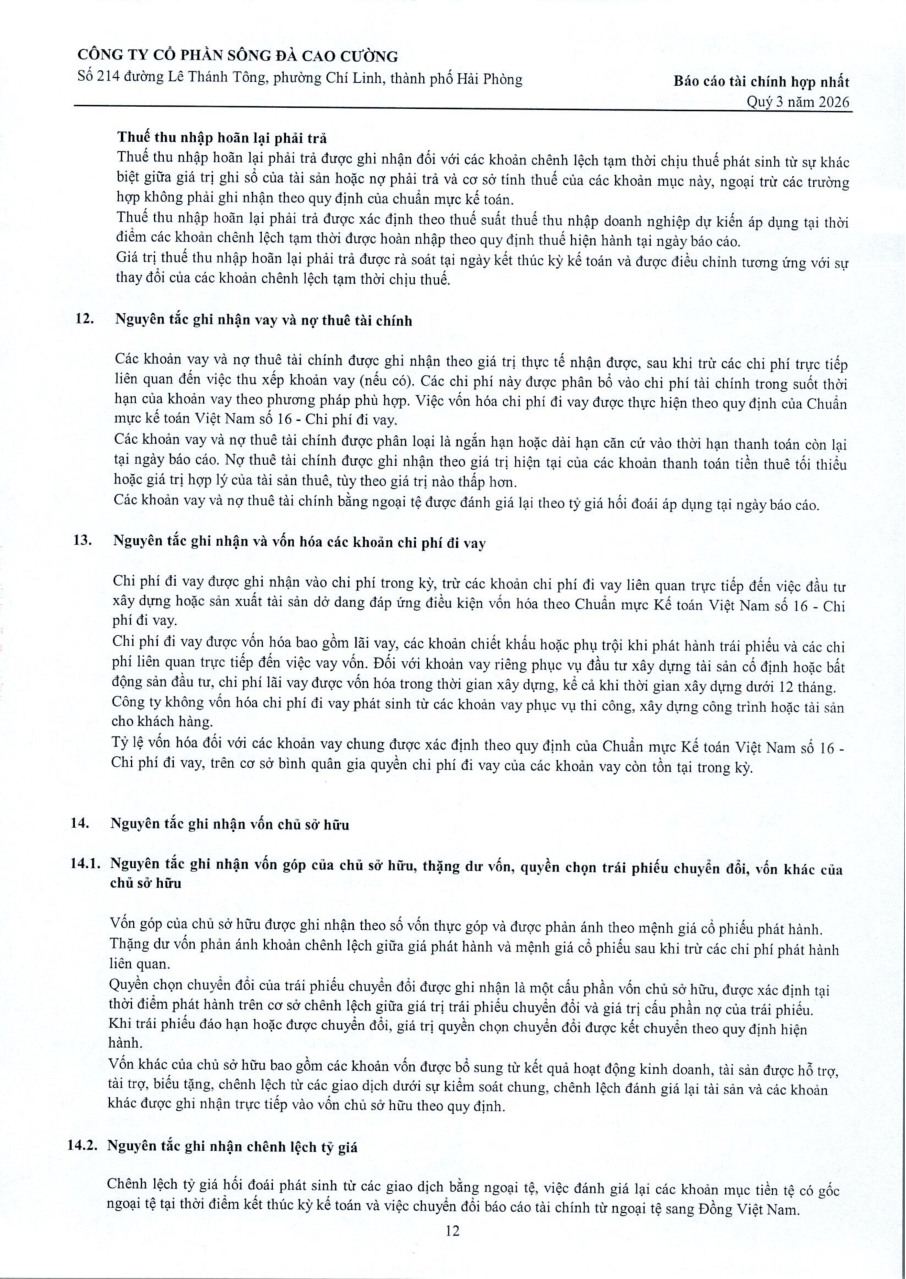 CÔNG TY CỔ PHẦN SÔNG ĐÀ CAO CƯỜNG
Số 214 đường Lê Thánh Tông, phường Chí Linh, thành phố Hải Phòng
Báo cáo tài chính hợp nhất
Quý 3 năm 2026
Thuế thu nhập hoãn lại phải trả
Thuế thu nhập hoãn lại phải trả được ghi nhận đối với các khoản chênh lệch tạm thời chịu thuế phát sinh từ sự khác
biệt giữa giá trị ghi sổ của tài sản hoặc nợ phải trả và cơ sở tính thuế của các khoản mục này, ngoại trừ các trường
hợp không phải ghi nhận theo quy định của chuẩn mực kế toán.
Thuế thu nhập hoãn lại phải trả được xác định theo thuế suất thuế thu nhập doanh nghiệp dự kiến áp dụng tại thời
điểm các khoản chênh lệch tạm thời được hoàn nhập theo quy định thuế hiện hành tại ngày báo cáo.
Giá trị thuế thu nhập hoãn lại phải trả được rà soát tại ngày kết thúc kỳ kế toán và được điều chỉnh tương ứng với sự
thay đổi của các khoản chênh lệch tạm thời chịu thuế.
12. Nguyên tắc ghi nhận vay và nợ thuê tài chính
Các khoản vay và nợ thuê tài chính được ghi nhận theo giá trị thực tế nhận được, sau khi trừ các chi phí trực tiếp
liên quan đến việc thu xếp khoản vay (nếu có). Các chi phí này được phân bổ vào chi phí tài chính trong suốt thời
hạn của khoản vay theo phương pháp phù hợp. Việc vốn hóa chi phí đi vay được thực hiện theo quy định của Chuẩn
mực kế toán Việt Nam số 16 - Chi phí đi vay.
Các khoản vay và nợ thuê tài chính được phân loại là ngắn hạn hoặc dài hạn căn cứ vào thời hạn thanh toán còn lại
tại ngày báo cáo. Nợ thuê tài chính được ghi nhận theo giá trị hiện tại của các khoản thanh toán tiền thuê tối thiểu
hoặc giá trị hợp lý của tài sản thuê, tùy theo giá trị nào thấp hơn.
Các khoản vay và nợ thuê tài chính bằng ngoại tệ được đánh giá lại theo tỷ giá hối đoái áp dụng tại ngày báo cáo.
13. Nguyên tắc ghi nhận và vốn hóa các khoản chi phí đi vay
Chi phí đi vay được ghi nhận vào chi phí trong kỳ, trừ các khoản chi phí đi vay liên quan trực tiếp đến việc đầu tư
xây dựng hoặc sản xuất tài sản dở dang đáp ứng điều kiện vốn hóa theo Chuẩn mực Kế toán Việt Nam số 16 - Chi
phí đi vay.
Chi phí đi vay được vốn hóa bao gồm lãi vay, các khoản chiết khấu hoặc phụ trội khi phát hành trái phiếu và các chi
phí liên quan trực tiếp đến việc vay vốn. Đối với khoản vay riêng phục vụ đầu tư xây dựng tài sản cố định hoặc bất
động sản đầu tư, chi phí lãi vay được vốn hóa trong thời gian xây dựng, kể cả khi thời gian xây dựng dưới 12 tháng.
Công ty không vốn hóa chi phí đi vay phát sinh từ các khoản vay phục vụ thi công, xây dựng công trình hoặc tài sản
cho khách hàng.
Tỷ lệ vốn hóa đối với các khoản vay chung được xác định theo quy định của Chuẩn mực Kế toán Việt Nam số 16 -
Chi phí đi vay, trên cơ sở bình quân gia quyền chi phí đi vay của các khoản vay còn tồn tại trong kỳ.
14. Nguyên tắc ghi nhận vốn chủ sở hữu
14.1. Nguyên tắc ghi nhận vốn góp của chủ sở hữu, thặng dư vốn, quyền chọn trái phiếu chuyển đổi, vốn khác của
chủ sở hữu
Vốn góp của chủ sở hữu được ghi nhận theo số vốn thực góp và được phản ánh theo mệnh giá cổ phiếu phát hành.
Thặng dư vốn phản ánh khoản chênh lệch giữa giá phát hành và mệnh giá cổ phiếu sau khi trừ các chi phí phát hành
liên quan.
Quyền chọn chuyển đổi của trái phiếu chuyển đổi được ghi nhận là một cấu phần vốn chủ sở hữu, được xác định tại
thời điểm phát hành trên cơ sở chênh lệch giữa giá trị trái phiếu chuyển đổi và giá trị cấu phần nợ của trái phiếu.
Khi trái phiếu đáo hạn hoặc được chuyển đổi, giá trị quyền chọn chuyển đổi được kết chuyển theo quy định hiện
hành.
Vốn khác của chủ sở hữu bao gồm các khoản vốn được bổ sung từ kết quả hoạt động kinh doanh, tài sản được hỗ trợ,
tài trợ, biếu tặng, chênh lệch từ các giao dịch dưới sự kiểm soát chung, chênh lệch đánh giá lại tài sản và các khoản
khác được ghi nhận trực tiếp vào vốn chủ sở hữu theo quy định.
14.2. Nguyên tắc ghi nhận chênh lệch tỷ giá
Chênh lệch tỷ giá hối đoái phát sinh từ các giao dịch bằng ngoại tệ, việc đánh giá lại các khoản mục tiền tệ có gốc
ngoại tệ tại thời điểm kết thúc kỳ kế toán và việc chuyển đổi báo cáo tài chính từ ngoại tệ sang Đồng Việt Nam.
12